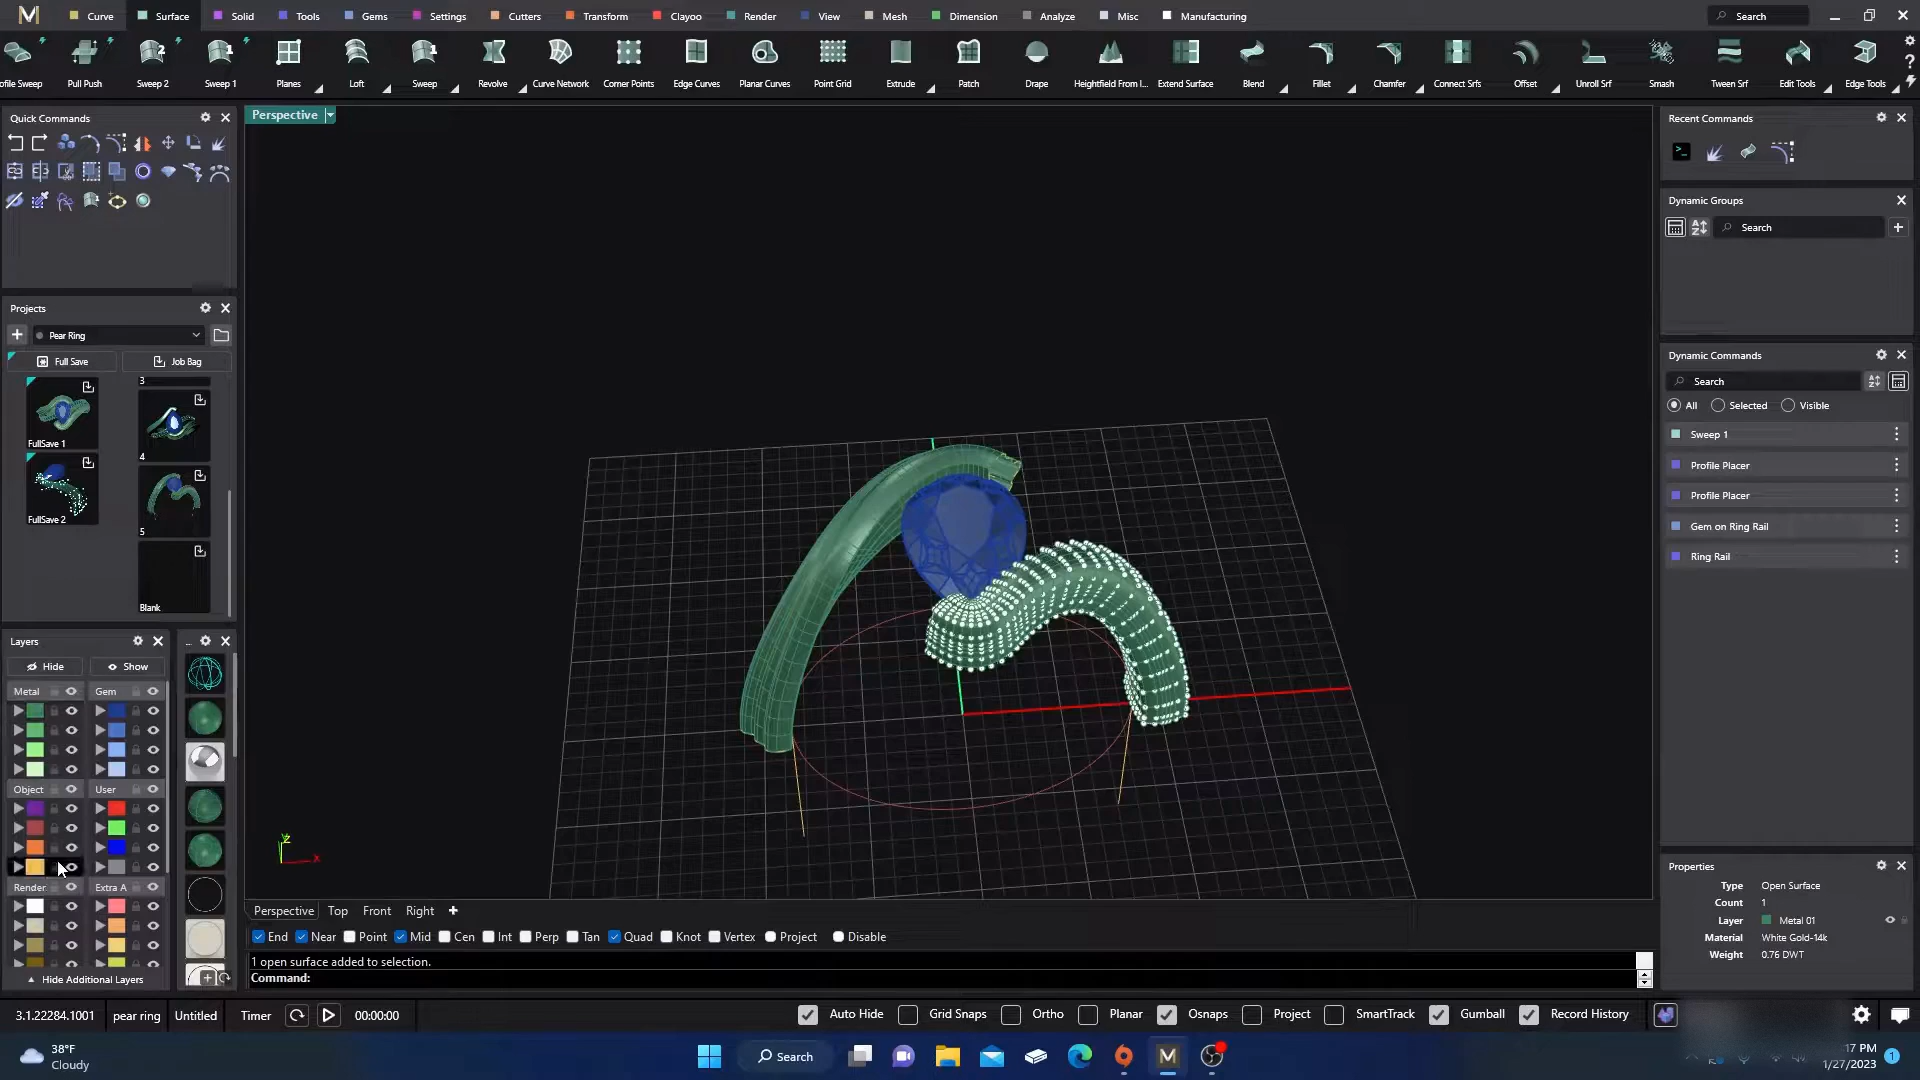 Curve Surface Solid Tools Gems Settings Cutters Transform Clayoo Render View Mesh Dimension Analyze Misc Manufacturing Search
ofile Sweep Pull Push Sweep 2 Sweep 1 Planes Loft Sweep Revolve Curve Network Corner Points Edge Curves Planar Curves Point Grid Extrude Patch Drape Heightfield From I... Extend Surface Blend Fillet Chamfer Connect Srfs Offset Unroll Srf Smash Tween Srf Edit Tools Edge Tools
Quick Commands
Projects
Pear Ring
Full Save Job Bag
3
FullSave 1
4
FullSave 2
5
Blank
Layers
Hide Show
Metal Gem
Object User
Render Extra A
Hide Additional Layers
Perspective
Perspective Top Front Right
End Near Point Mid Cen Int Perp Tan Quad Knot Vertex Project Disable
1 open surface added to selection.
Command:
Recent Commands
Dynamic Groups
Search
Dynamic Commands
Search
All Selected Visible
Sweep 1
Profile Placer
Profile Placer
Gem on Ring Rail
Ring Rail
Properties
Type Open Surface
Count 1
Layer Metal 01
Material White Gold-14k
Weight 0.76 DWT
3.1.22284.1001 pear ring Untitled Timer 00:00:00 Auto Hide Grid Snaps Ortho Planar Osnaps Project SmartTrack Gumball Record History
38°F
Cloudy
Search
:17 PM
1/27/2023
1